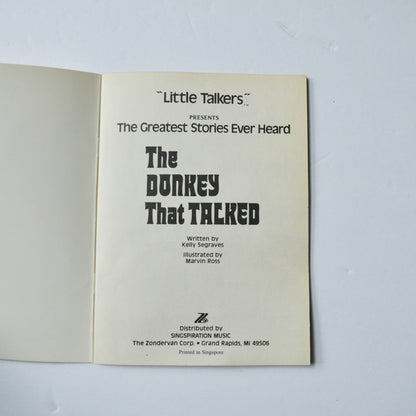 "Little Talkers"™
PRESENTS
The Greatest Stories Ever Heard
The
DONKEY
That TALKED
Written by
Kelly Segraves
Illustrated by
Marvin Ross
Distributed by
SINGSPIRATION MUSIC
The Zondervan Corp. • Grand Rapids, MI 49506
Printed in Singapore